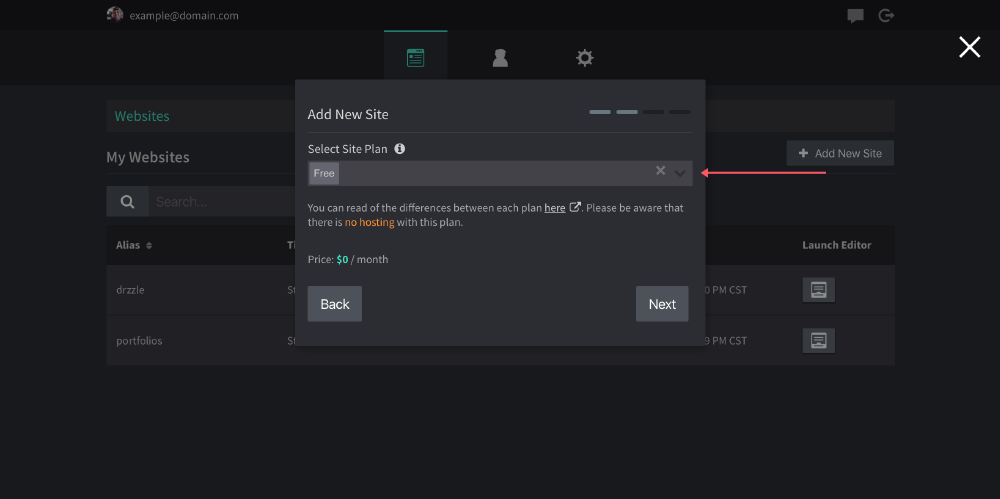 example@domain.com
Websites
My Websites
Add New Site
Search...
Alias
Launch Editor
drzzle
PM CST
portfolios
PM CST
Add New Site
Select Site Plan
Free
You can read of the differences between each plan here . Please be aware that
there is no hosting with this plan.
Price: $0 / month
Back
Next